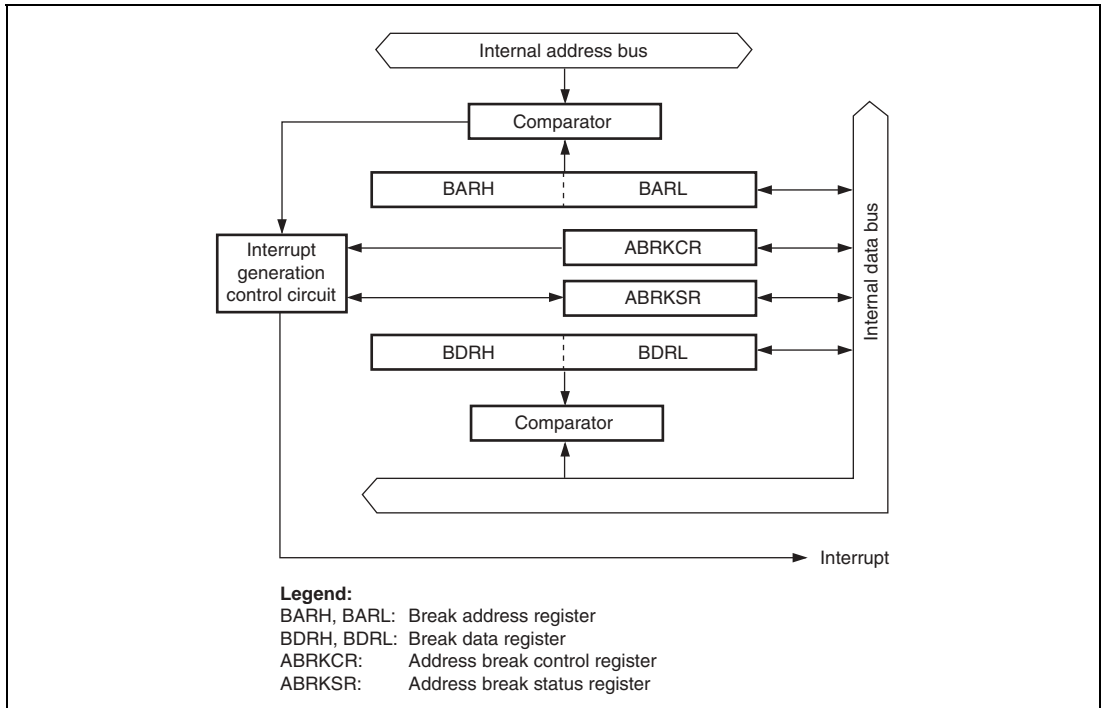 Internal address bus
Comparator
BARH BARL
Interrupt
generation
control circuit
ABRKCR
ABRKSR
Internal data bus
BDRH BDRL
Comparator
Interrupt
Legend:
BARH, BARL: Break address register
BDRH, BDRL: Break data register
ABRKCR: Address break control register
ABRKSR: Address break status register